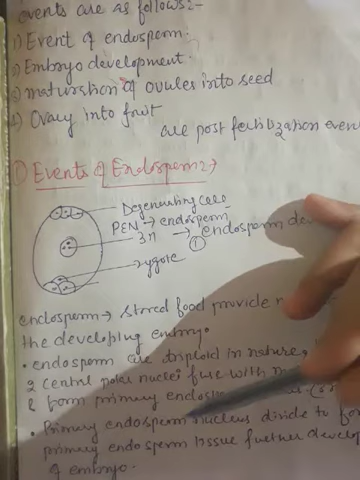 events are as follows:-
1) Event of endosperm.
2) Embryo development.
3) maturation of ovules into seed
4) Ovary into fruit
are post fertilization even
① Events of Endosperm:→
Degenerating cell
PEN → endosperm
3n → ① endosperm de
zygote
endosperm → Stored food provide n
the developing embryo.
• endosperm are triploid in nature,
2 central polar nuclei fuse with m
& form primary endos
• Primary endosperm nucleus divide to fo
primary endosperm tissue further develop
of embryo.